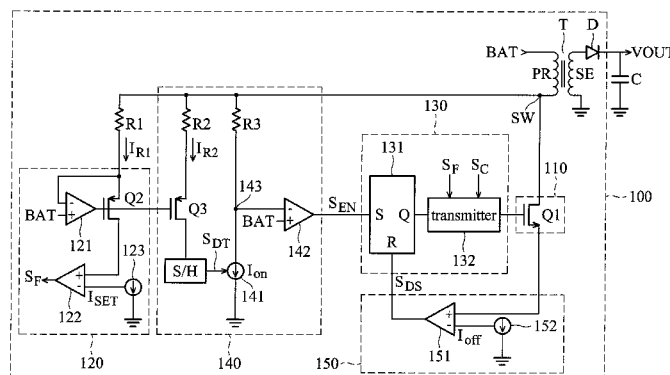 T
D
BAT
VOUT
PR
SE
C
SW
R1
R2
R3
I_R1
I_R2
130
131
S_F
S_C
110
100
Q2
Q3
143
S_EN
BAT
121
BAT
142
S
Q
R
transmitter
132
Q1
123
S_DT
S_F
122
I_SET
S/H
I_on
141
S_DS
152
I_off
151
120
140
150